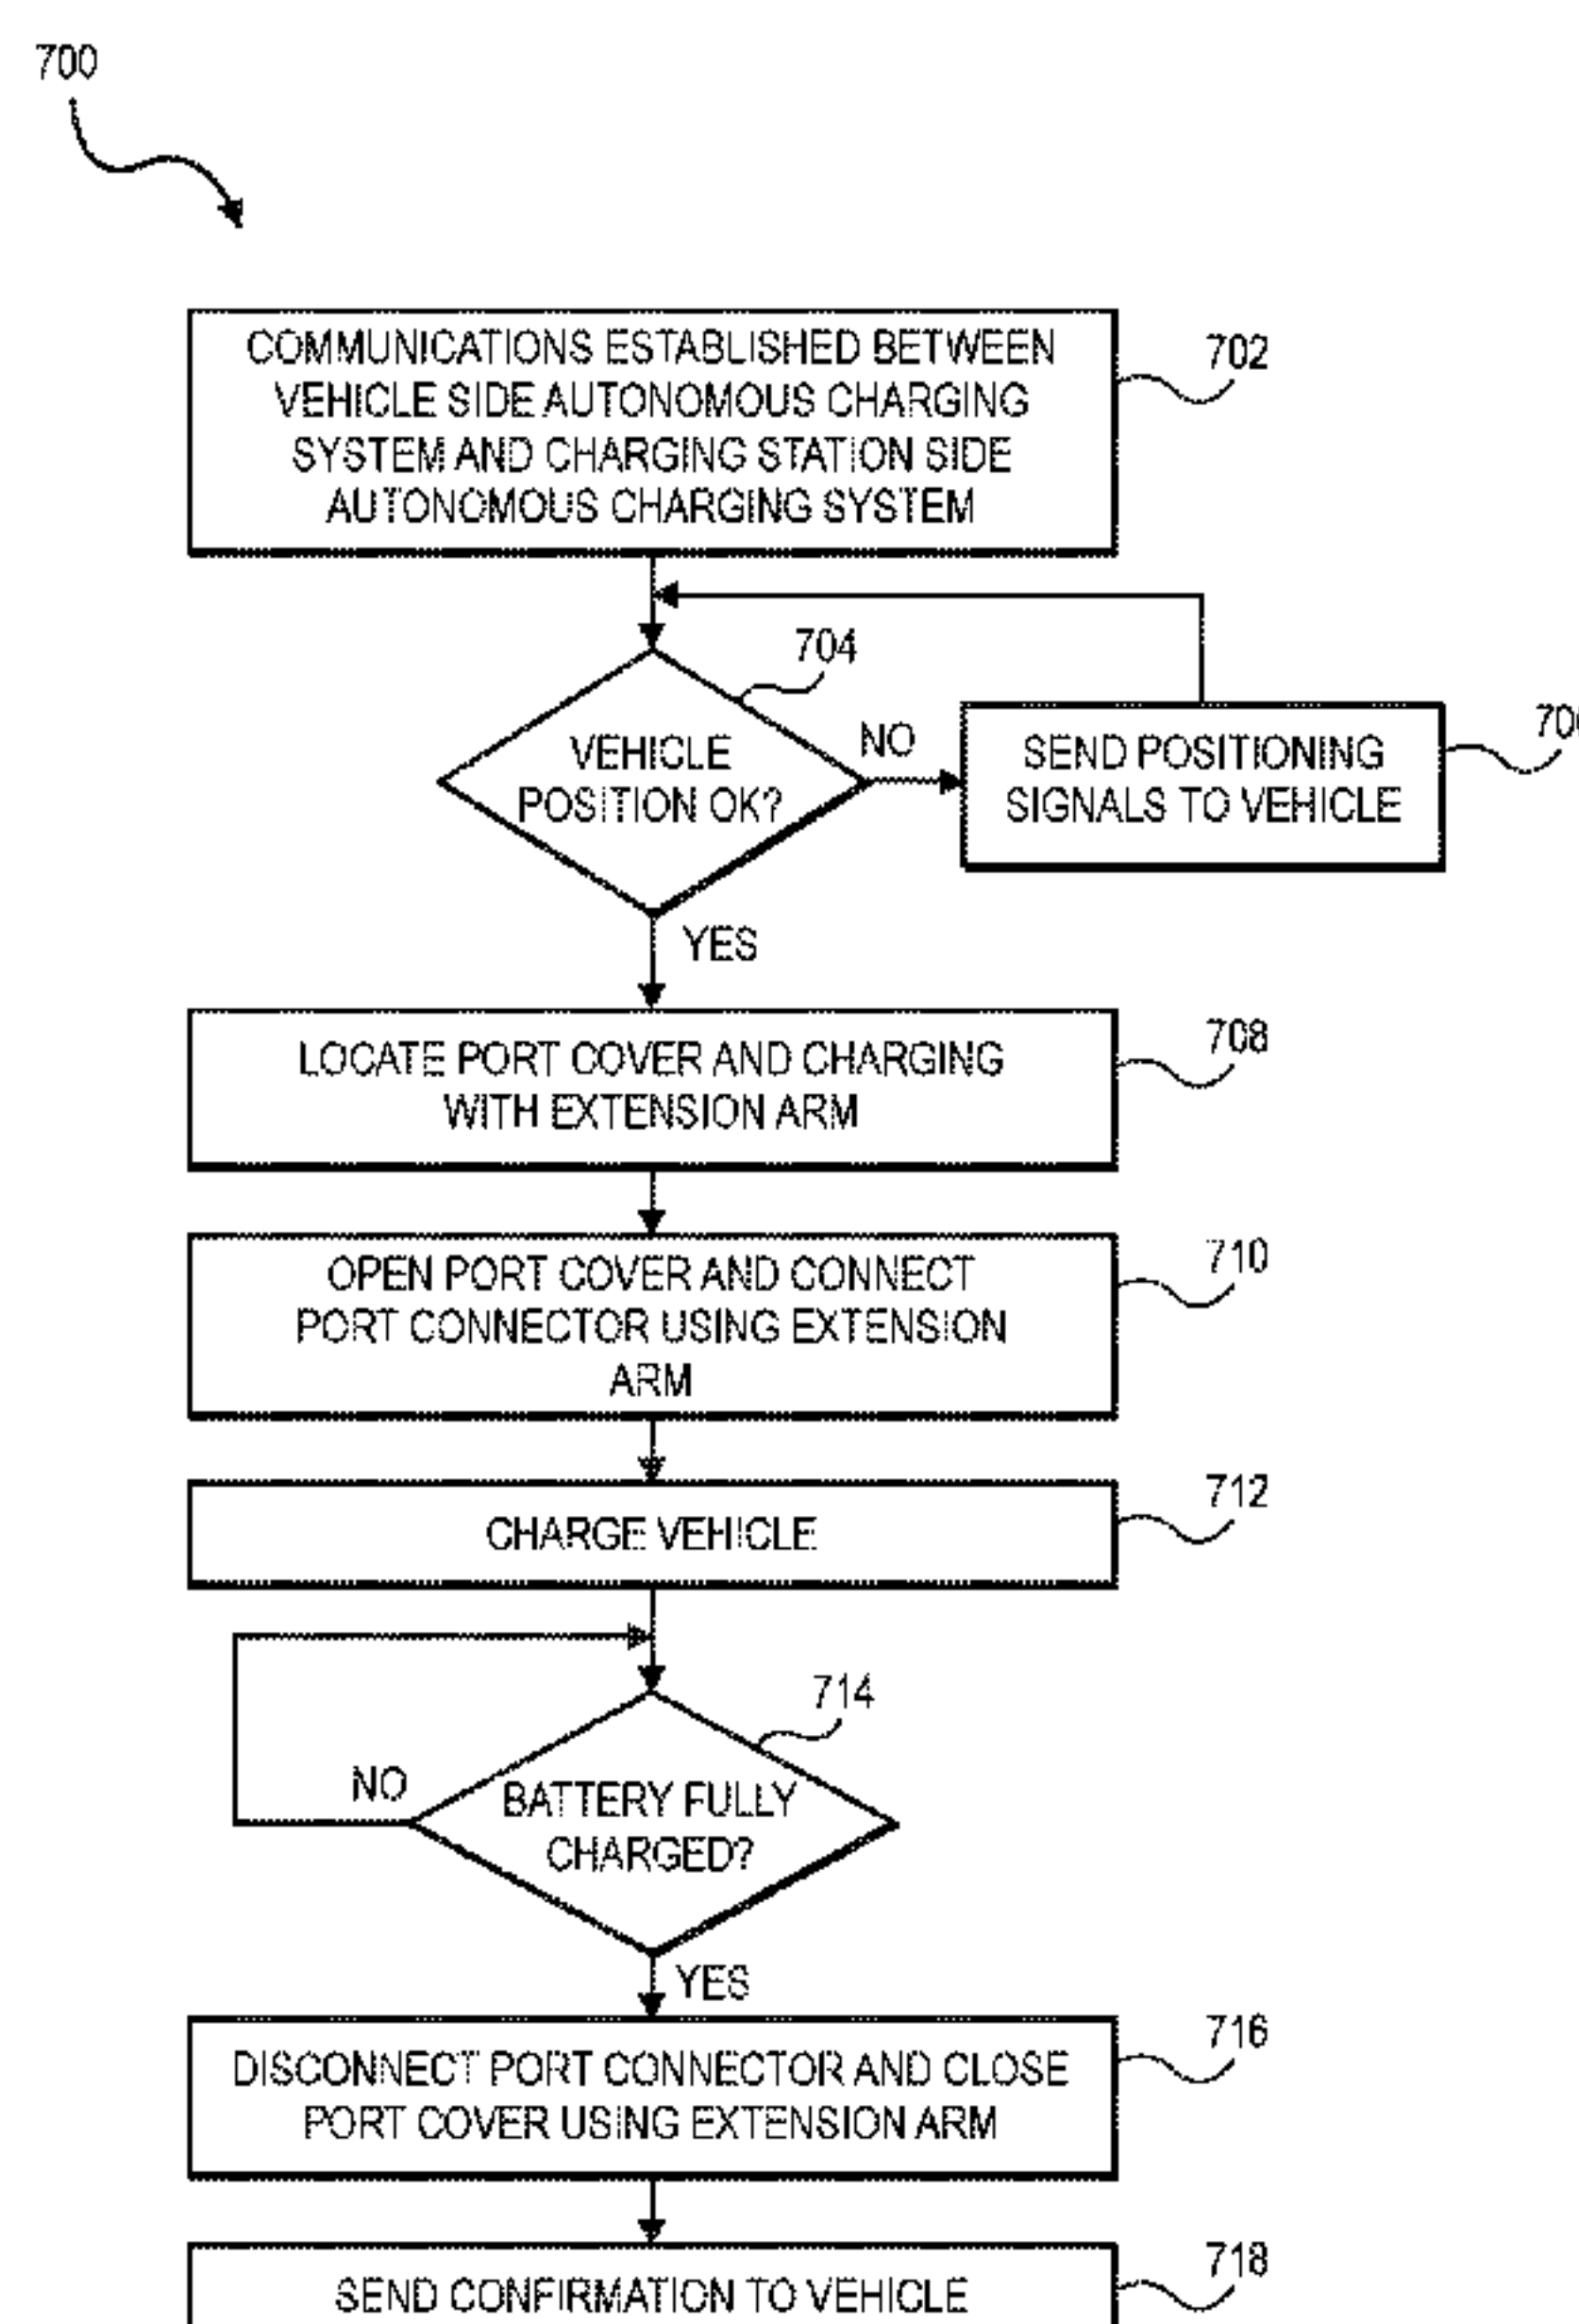 700
COMMUNICATIONS ESTABLISHED BETWEEN
VEHICLE SIDE AUTONOMOUS CHARGING
SYSTEM AND CHARGING STATION SIDE
AUTONOMOUS CHARGING SYSTEM
702
704
VEHICLE
POSITION OK?
NO
SEND POSITIONING
SIGNALS TO VEHICLE
YES
LOCATE PORT COVER AND CHARGING
WITH EXTENSION ARM
708
OPEN PORT COVER AND CONNECT
PORT CONNECTOR USING EXTENSION
ARM
710
CHARGE VEHICLE
712
714
NO
BATTERY FULLY
CHARGED?
YES
DISCONNECT PORT CONNECTOR AND CLOSE
PORT COVER USING EXTENSION ARM
716
SEND CONFIRMATION TO VEHICLE
718